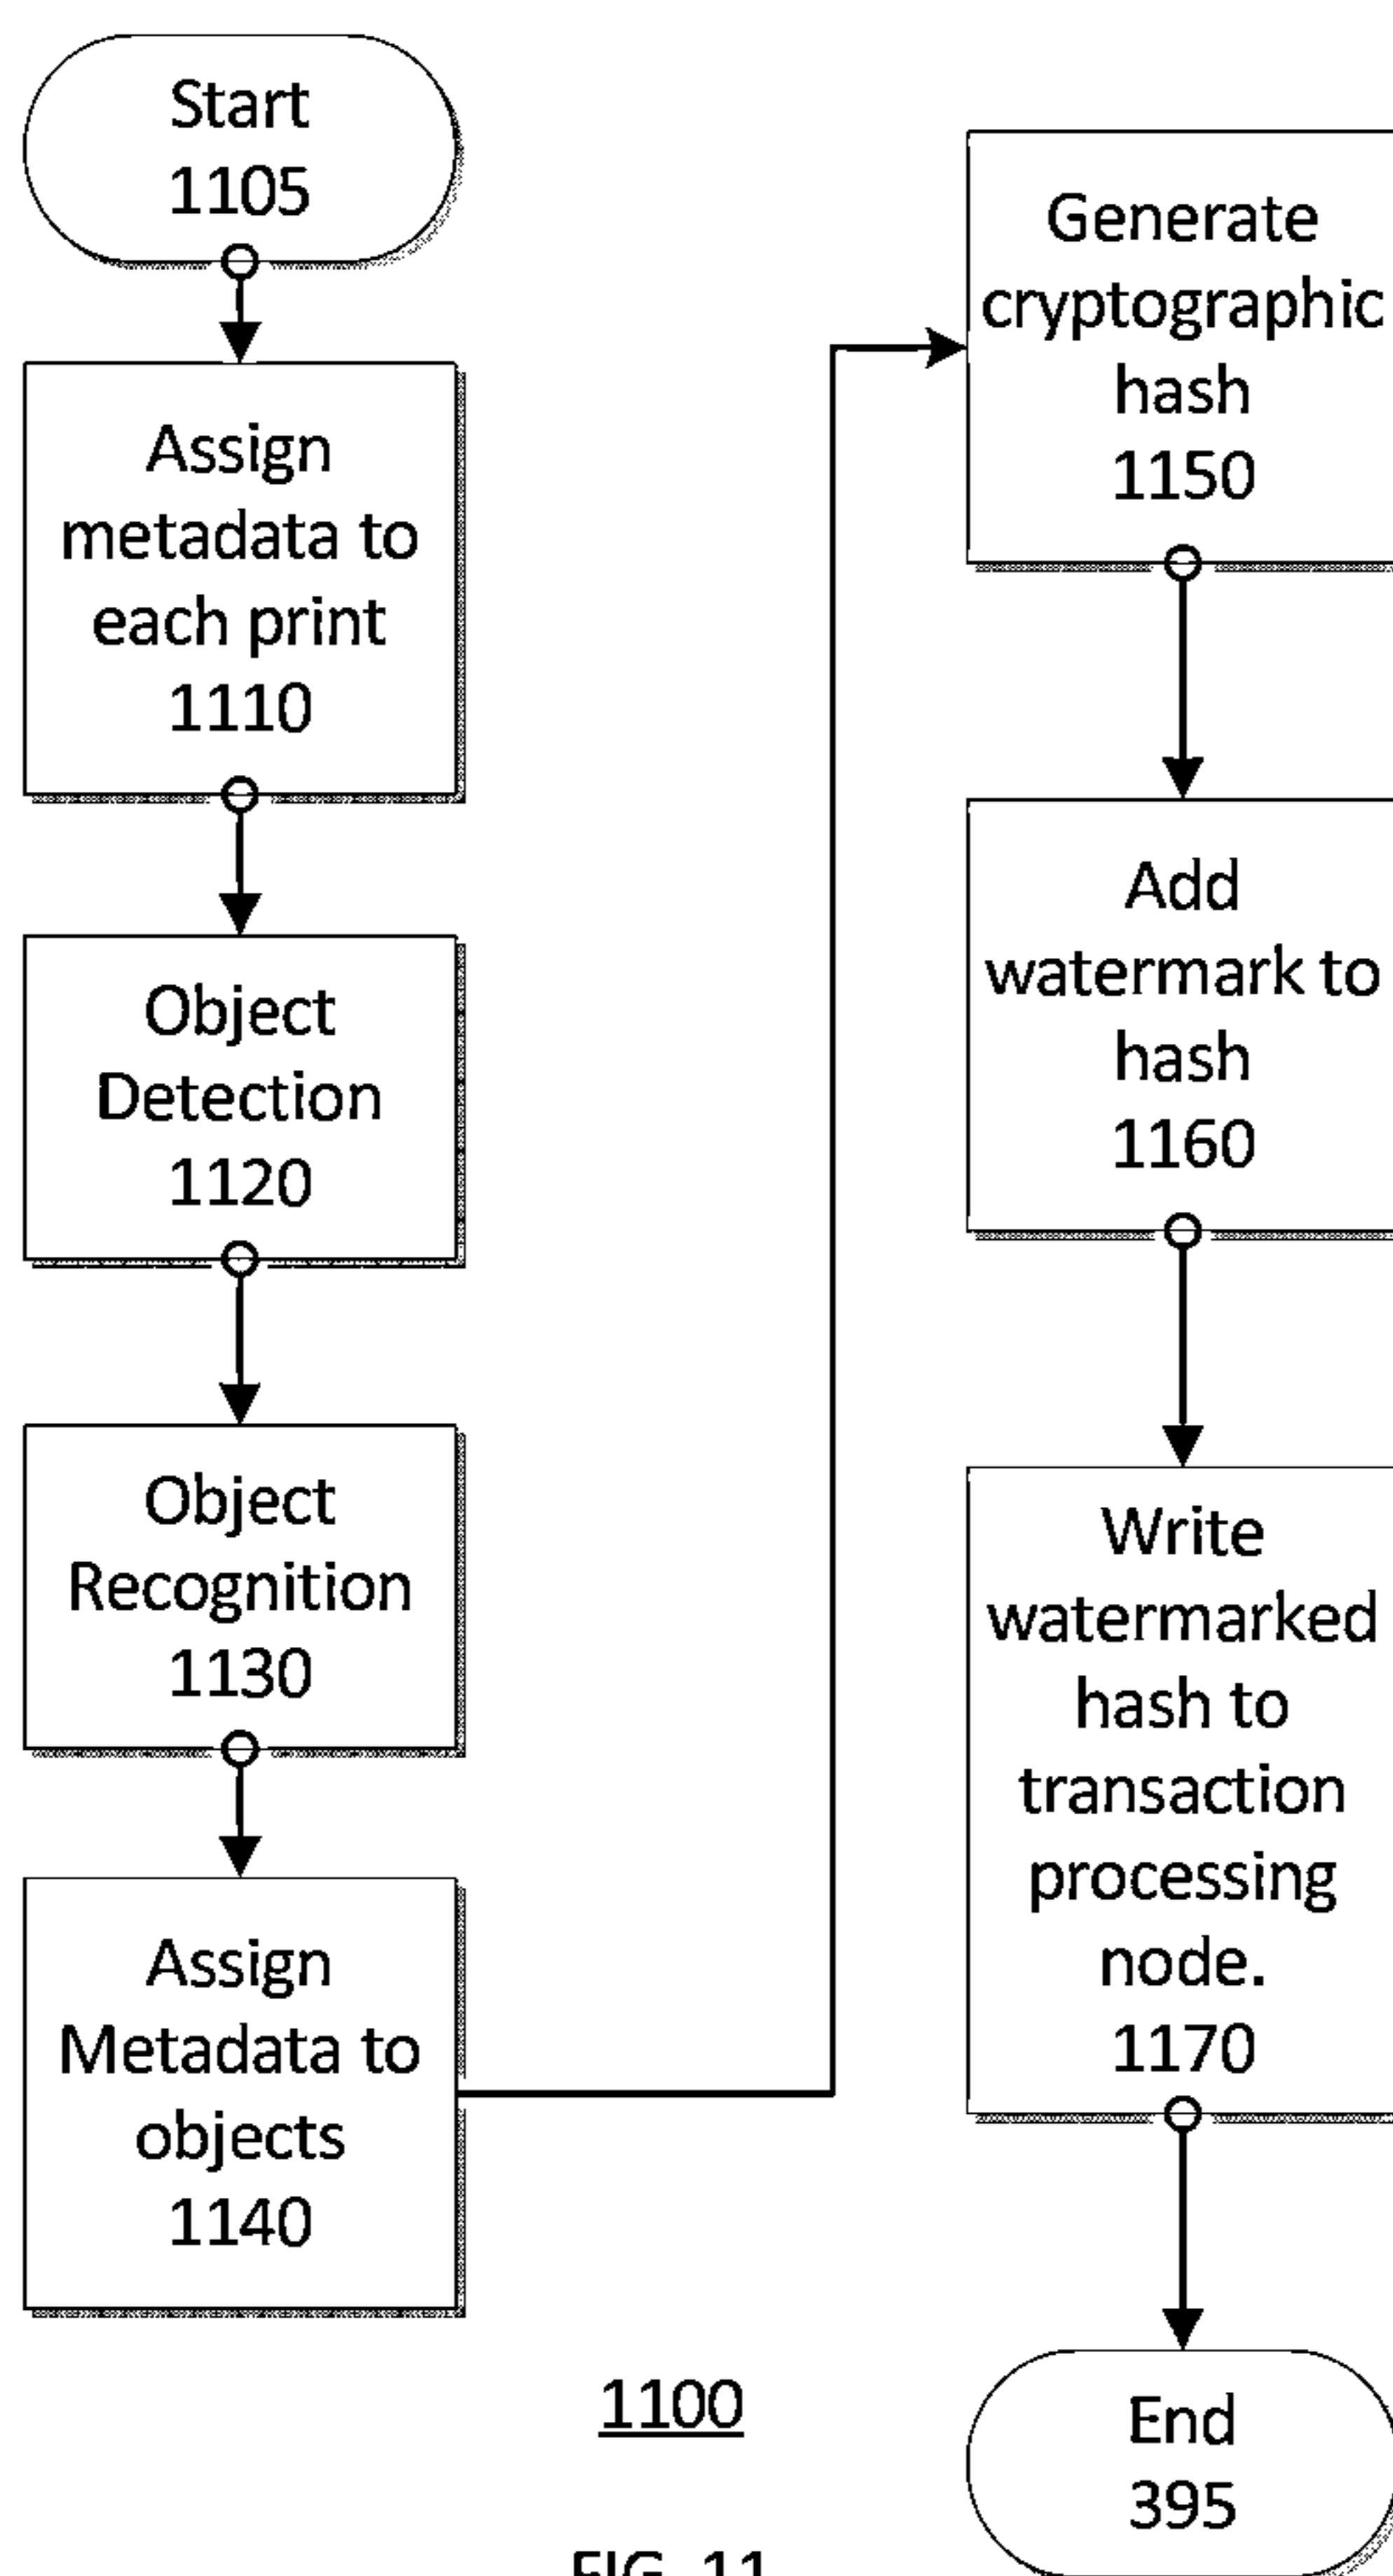 Start
1105
Assign
metadata to
each print
1110
Object
Detection
1120
Object
Recognition
1130
Assign
Metadata to
objects
1140
Generate
cryptographic
hash
1150
Add
watermark to
hash
1160
Write
watermarked
hash to
transaction
processing
node.
1170
End
395
1100
FIG. 11